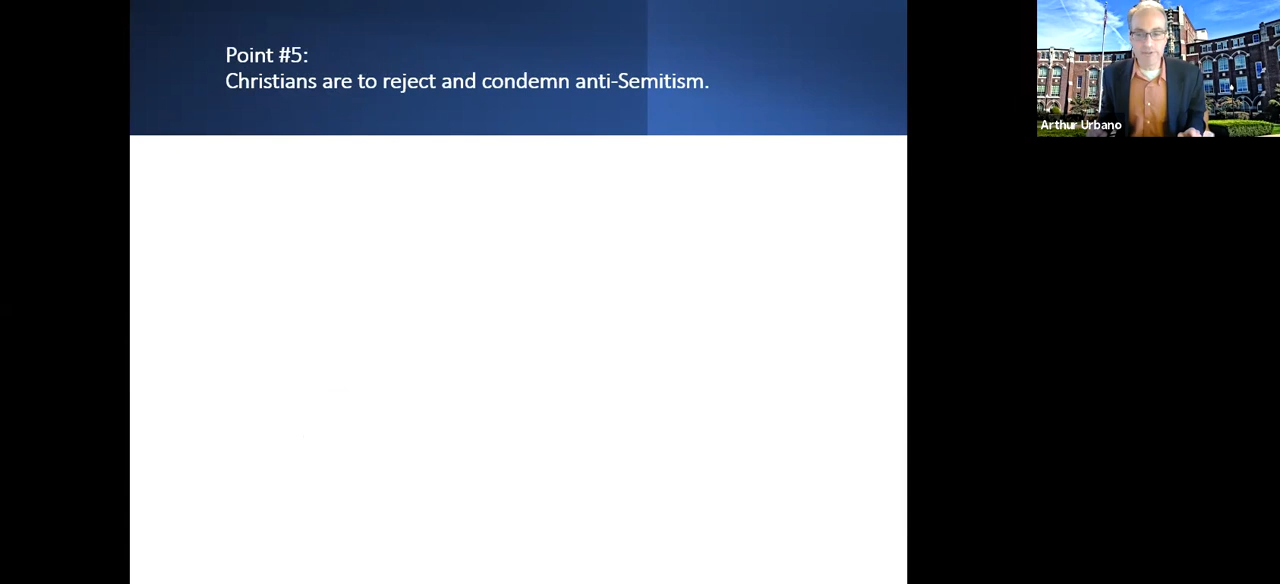 Point #5:
Christians are to reject and condemn anti-Semitism.
Arthur Urbano